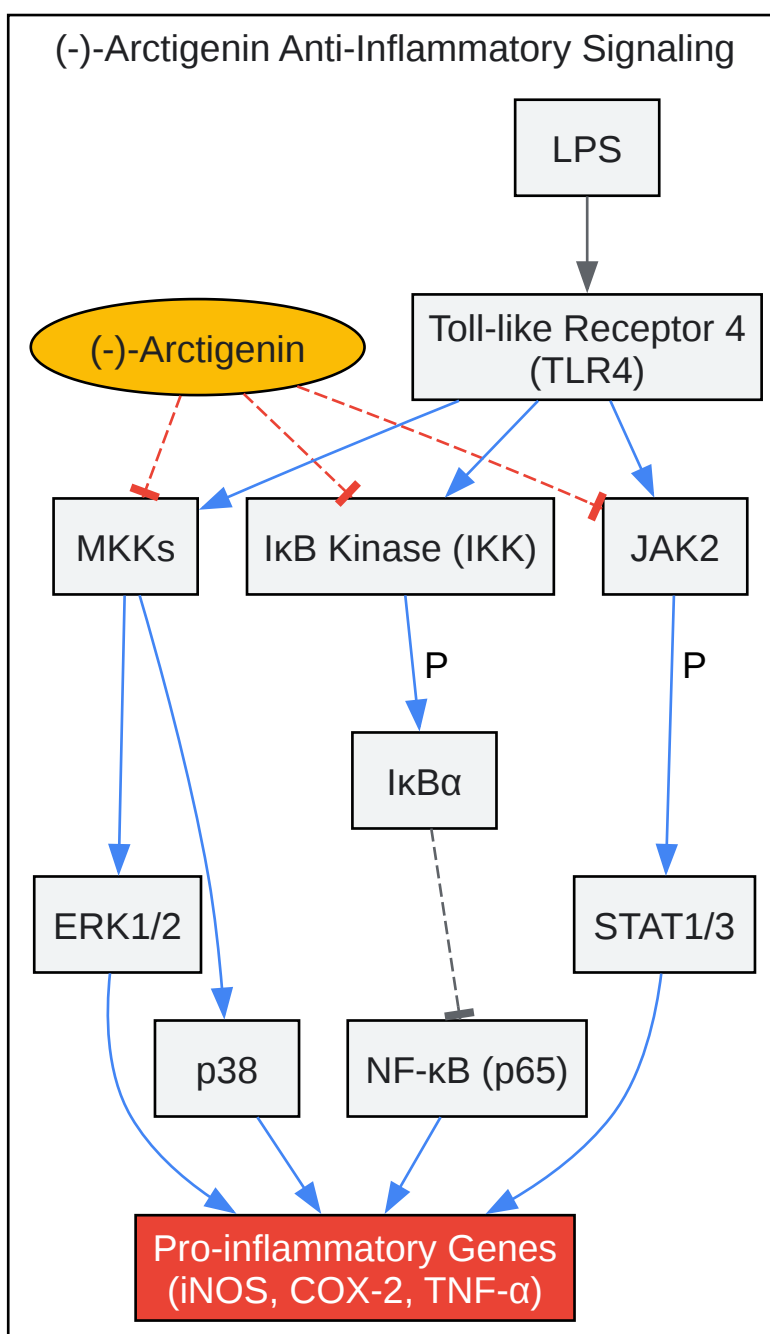 (-)-Arctigenin Anti-Inflammatory Signaling
LPS
Toll-like Receptor 4
(TLR4)
(-)-Arctigenin
MKKs
IκB Kinase (IKK)
JAK2
P
P
IκBα
ERK1/2
STAT1/3
p38
NF-κB (p65)
Pro-inflammatory Genes
(iNOS, COX-2, TNF-α)